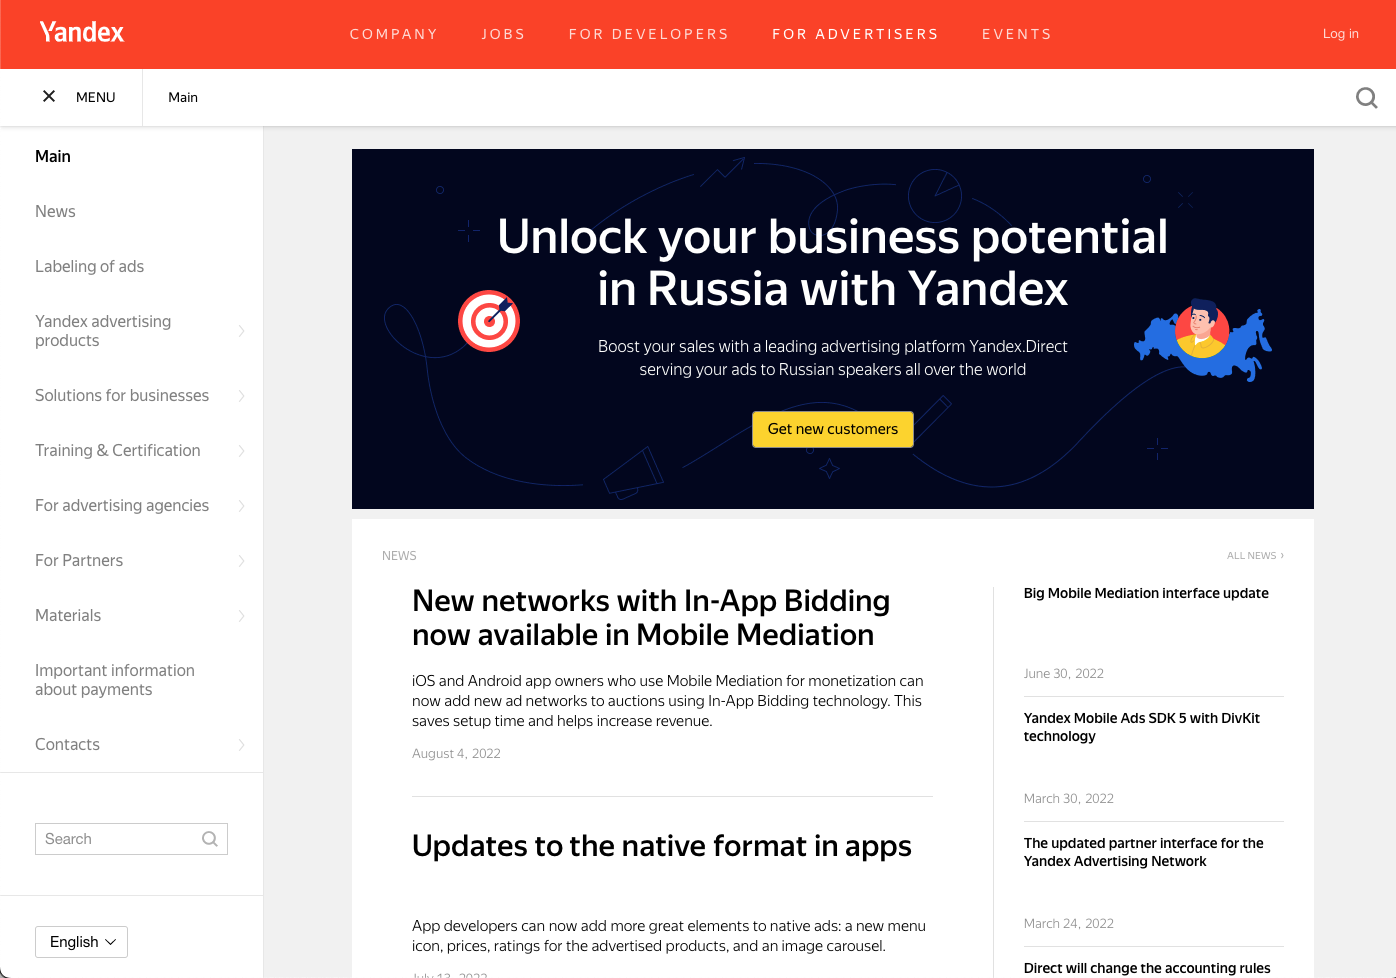 Yandex
COMPANY
JOBS
FOR DEVELOPERS
FOR ADVERTISERS
EVENTS
Log in
MENU
Main
Main
News
Labeling of ads
Yandex advertising
products
Solutions for businesses
Training & Certification
For advertising agencies
For Partners
Materials
Important information
about payments
Contacts
Search
English
Unlock your business potential
in Russia with Yandex
Boost your sales with a leading advertising platform Yandex.Direct
serving your ads to Russian speakers all over the world
Get new customers
NEWS
ALL NEWS ›
New networks with In-App Bidding
now available in Mobile Mediation
iOS and Android app owners who use Mobile Mediation for monetization can
now add new ad networks to auctions using In-App Bidding technology. This
saves setup time and helps increase revenue.
August 4, 2022
Updates to the native format in apps
App developers can now add more great elements to native ads: a new menu
icon, prices, ratings for the advertised products, and an image carousel.
July 13, 2022
Big Mobile Mediation interface update
June 30, 2022
Yandex Mobile Ads SDK 5 with DivKit
technology
March 30, 2022
The updated partner interface for the
Yandex Advertising Network
March 24, 2022
Direct will change the accounting rules